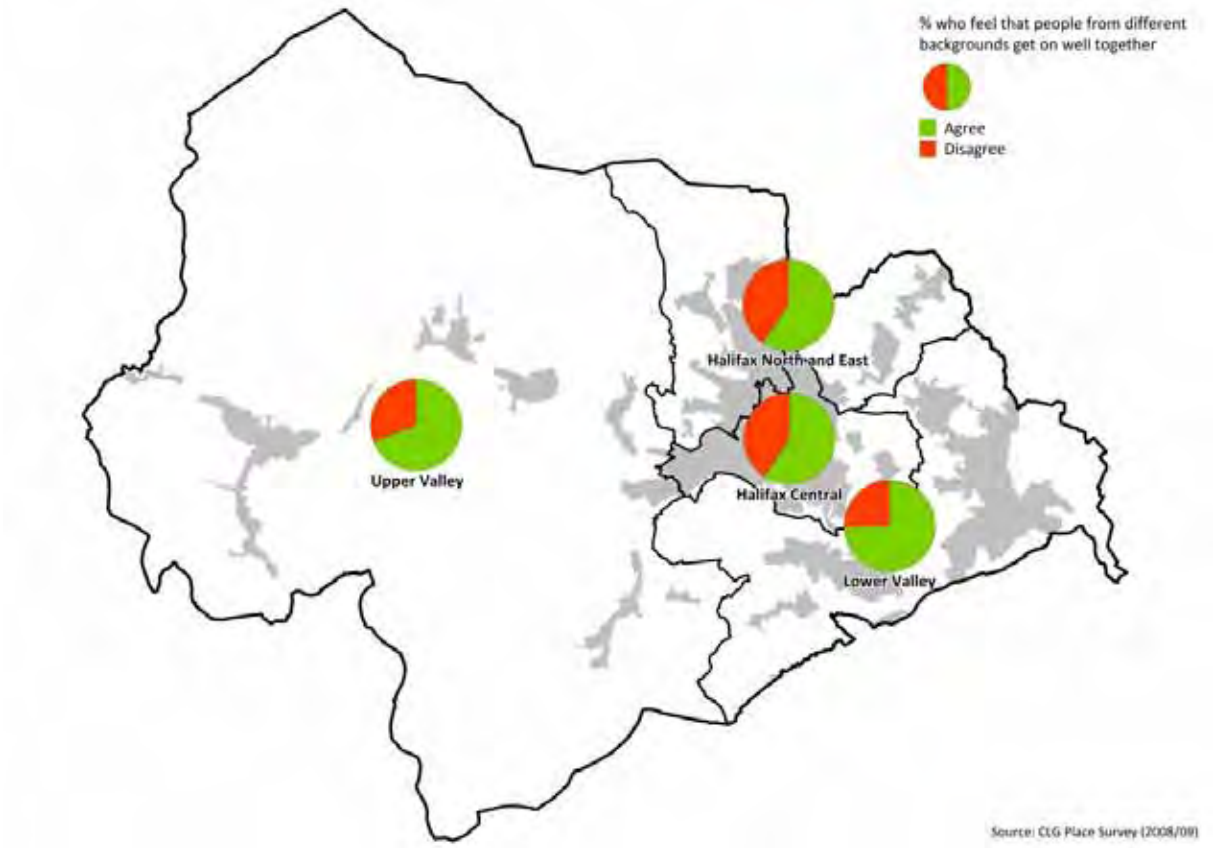 % who feel that people from different
backgrounds get on well together
Agree
Disagree
Halifax North and East
Upper Valley
Halifax Central
Lower Valley
Source: CLG Place Survey (2008/09)